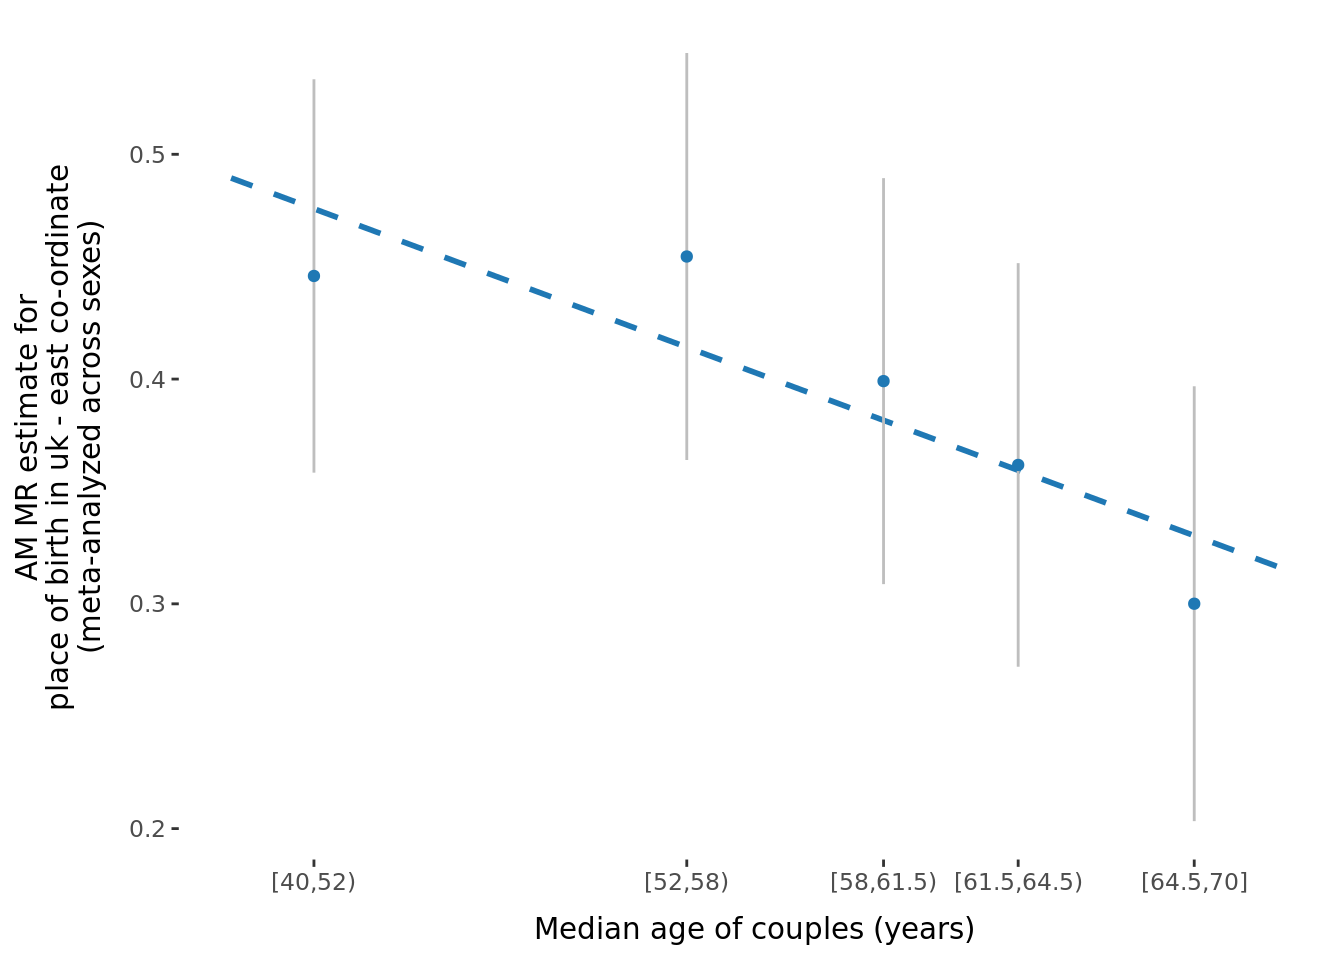 AM MR estimate for
place of birth in uk - east co-ordinate
(meta-analyzed across sexes)
0.5
0.4
0.3
0.2
[40,52)
[52,58)
[58,61.5)
[61.5,64.5)
[64.5,70]
Median age of couples (years)